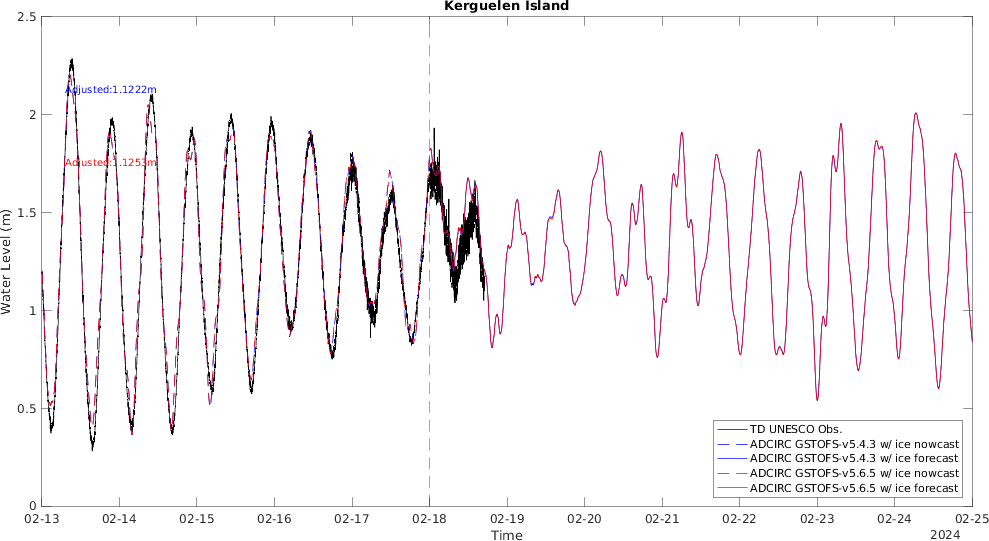 Kerguelen Island
2.5
2
1.5
1
0.5
0
Water Level (m)
Adjusted:1.1222m
Adjusted:1.1253m
TD UNESCO Obs.
ADCIRC GSTOFS-v5.4.3 w/ ice nowcast
ADCIRC GSTOFS-v5.4.3 w/ ice forecast
ADCIRC GSTOFS-v5.6.5 w/ ice nowcast
ADCIRC GSTOFS-v5.6.5 w/ ice forecast
02-13 02-14 02-15 02-16 02-17 02-18 02-19 02-20 02-21 02-22 02-23 02-24 02-25
Time
2024